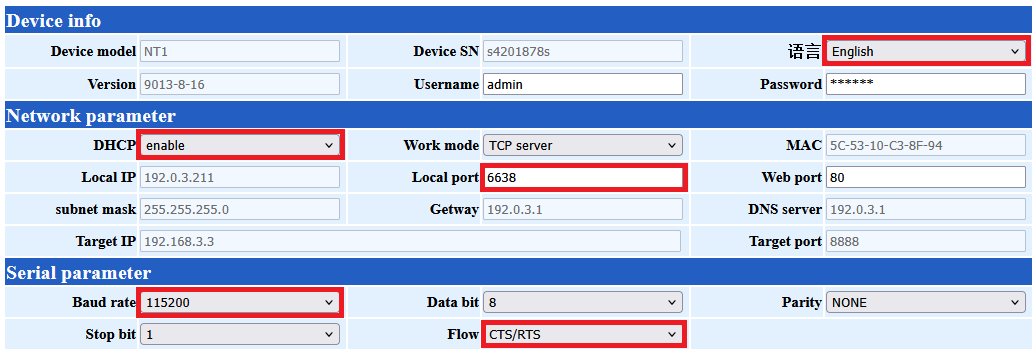 Device info
Device model NT1 Device SN s4201878s 语言 English
Version 9013-8-16 Username admin Password ******
Network parameter
DHCP enable Work mode TCP server MAC 5C-53-10-C3-8F-94
Local IP 192.0.3.211 Local port 6638 Web port 80
subnet mask 255.255.255.0 Getway 192.0.3.1 DNS server 192.0.3.1
Target IP 192.168.3.3 Target port 8888
Serial parameter
Baud rate 115200 Data bit 8 Parity NONE
Stop bit 1 Flow CTS/RTS